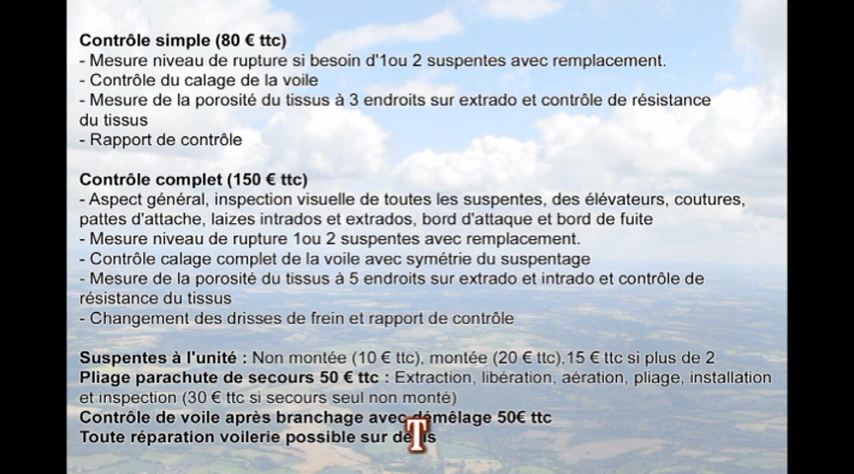 Contrôle simple (80 € ttc)
- Mesure niveau de rupture si besoin d'1ou 2 suspentes avec remplacement.
- Contrôle du calage de la voile
- Mesure de la porosité du tissus à 3 endroits sur extrado et contrôle de résistance
du tissus
- Rapport de contrôle
Contrôle complet (150 € ttc)
- Aspect général, inspection visuelle de toutes les suspentes, des élévateurs, coutures,
pattes d'attache, laizes intrados et extrados, bord d'attaque et bord de fuite
- Mesure niveau de rupture 1ou 2 suspentes avec remplacement.
- Contrôle calage complet de la voile avec symétrie du suspentage
- Mesure de la porosité du tissus à 5 endroits sur extrado et intrado et contrôle de
résistance du tissus
- Changement des drisses de frein et rapport de contrôle
Suspentes à l'unité : Non montée (10 € ttc), montée (20 € ttc),15 € ttc si plus de 2
Pliage parachute de secours 50 € ttc : Extraction, libération, aération, pliage, installation
et inspection (30 € ttc si secours seul non monté)
Contrôle de voile après branchage avec démêlage 50€ ttc
Toute réparation voilerie possible sur
T